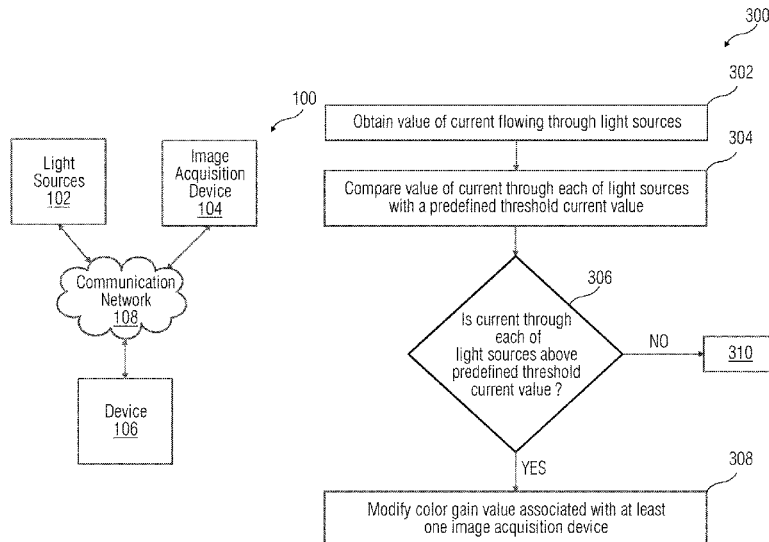 100
Light
Sources
102
Image
Acquisition
Device
104
Communication
Network
108
Device
106
300
302
Obtain value of current flowing through light sources
304
Compare value of current through each of light sources
with a predefined threshold current value
306
Is current through
each of
light sources above
predefined threshold
current value ?
NO
310
YES
308
Modify color gain value associated with at least
one image acquisition device